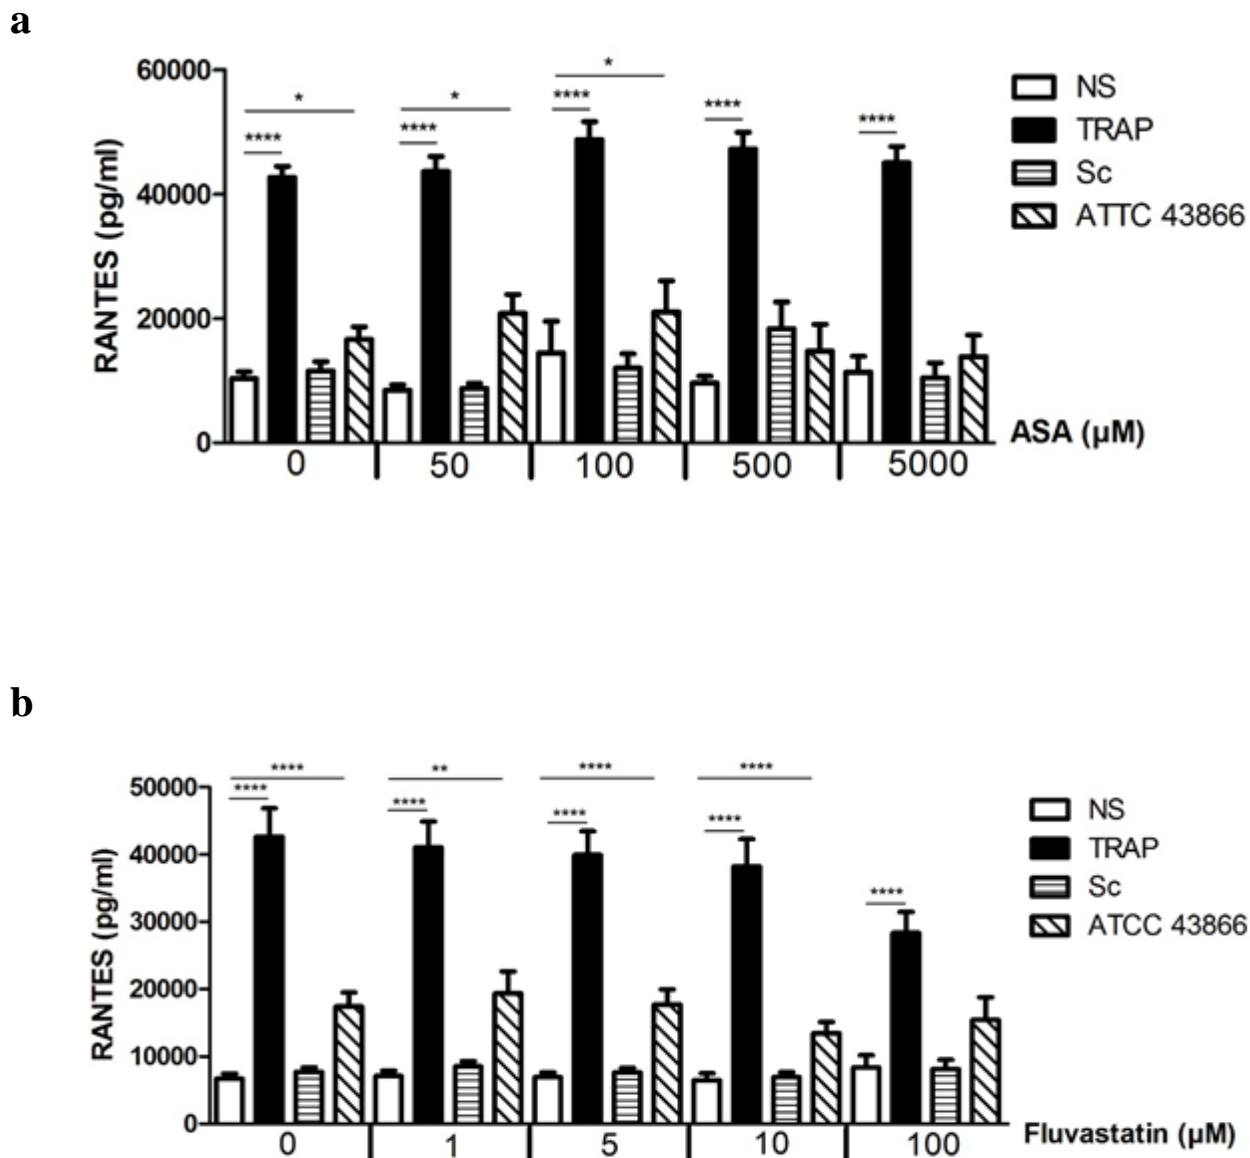 a
60000
40000
20000
0
RANTES (pg/ml)
* **** * **** * **** **** ****
NS
TRAP
Sc
ATTC 43866
0 50 100 500 5000
ASA (µM)
b
50000
40000
30000
20000
10000
0
RANTES (pg/ml)
**** **** ** **** **** **** **** **** ****
NS
TRAP
Sc
ATCC 43866
0 1 5 10 100
Fluvastatin (µM)